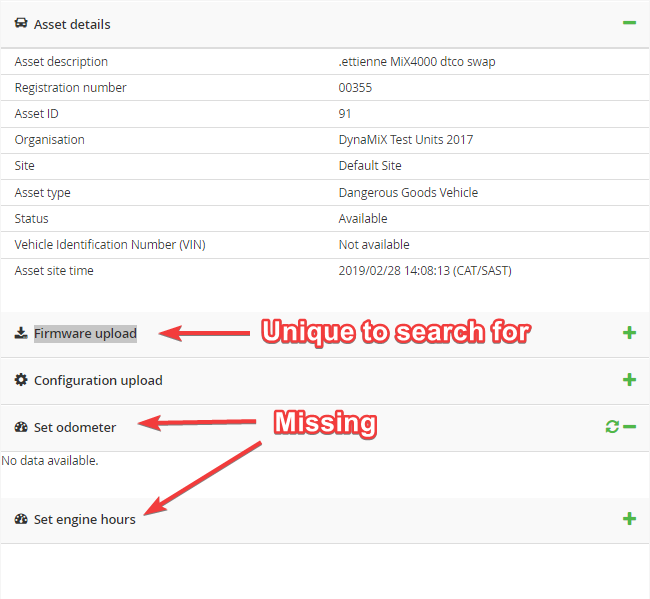 Asset details
Asset description .ettienne MiX4000 dtco swap
Registration number 00355
Asset ID 91
Organisation DynaMiX Test Units 2017
Site Default Site
Asset type Dangerous Goods Vehicle
Status Available
Vehicle Identification Number (VIN) Not available
Asset site time 2019/02/28 14:08:13 (CAT/SAST)
Firmware upload Unique to search for
Configuration upload
Set odometer Missing
No data available.
Set engine hours